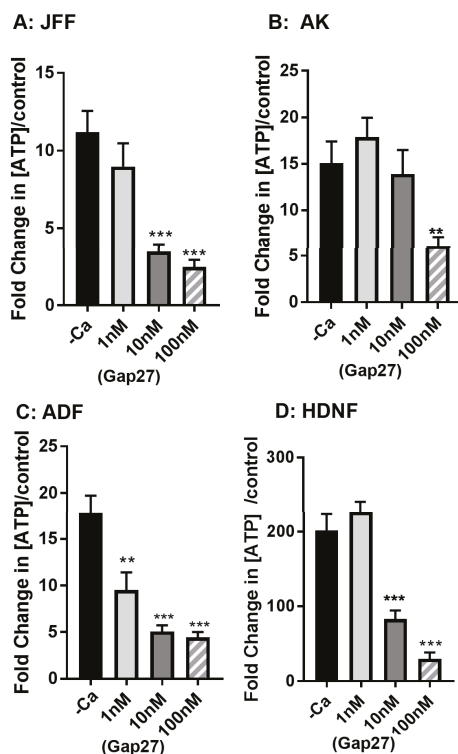 A: JFF
Fold Change in [ATP]/control
15
10
5
0
***
***
-Ca
1nM
10nM
100nM
(Gap27)
B: AK
Fold Change in [ATP]/control
25
20
15
10
5
0
**
-Ca
1nM
10nM
100nM
(Gap27)
C: ADF
Fold Change in [ATP]/control
25
20
15
10
5
0
**
***
***
-Ca
1nM
10nM
100nM
(Gap27)
D: HDNF
Fold Change in [ATP] /control
300
200
100
0
***
***
-Ca
1nM
10nM
100nM
(Gap27)